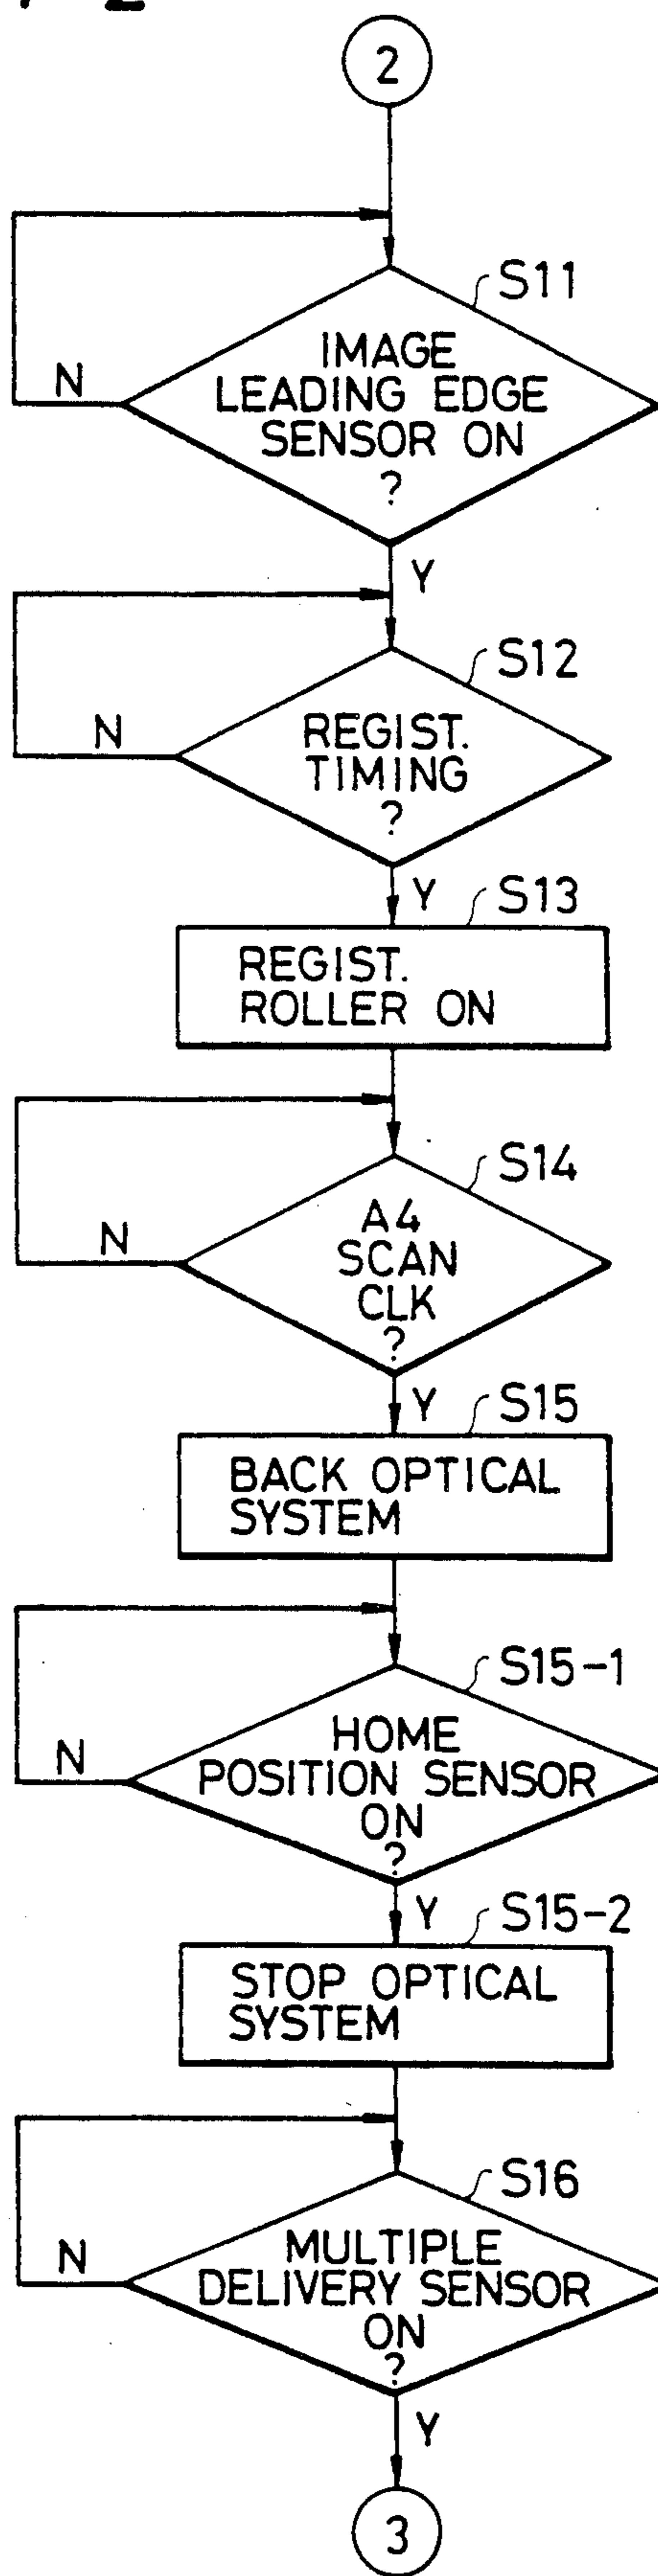 2
S11
IMAGE
LEADING EDGE
SENSOR ON
?
N
Y
S12
REGIST.
TIMING
?
N
Y
S13
REGIST.
ROLLER ON
S14
A4
SCAN
CLK
?
N
Y
S15
BACK OPTICAL
SYSTEM
S15-1
HOME
POSITION SENSOR
ON
?
N
Y
S15-2
STOP OPTICAL
SYSTEM
S16
MULTIPLE
DELIVERY SENSOR
ON
?
N
Y
3